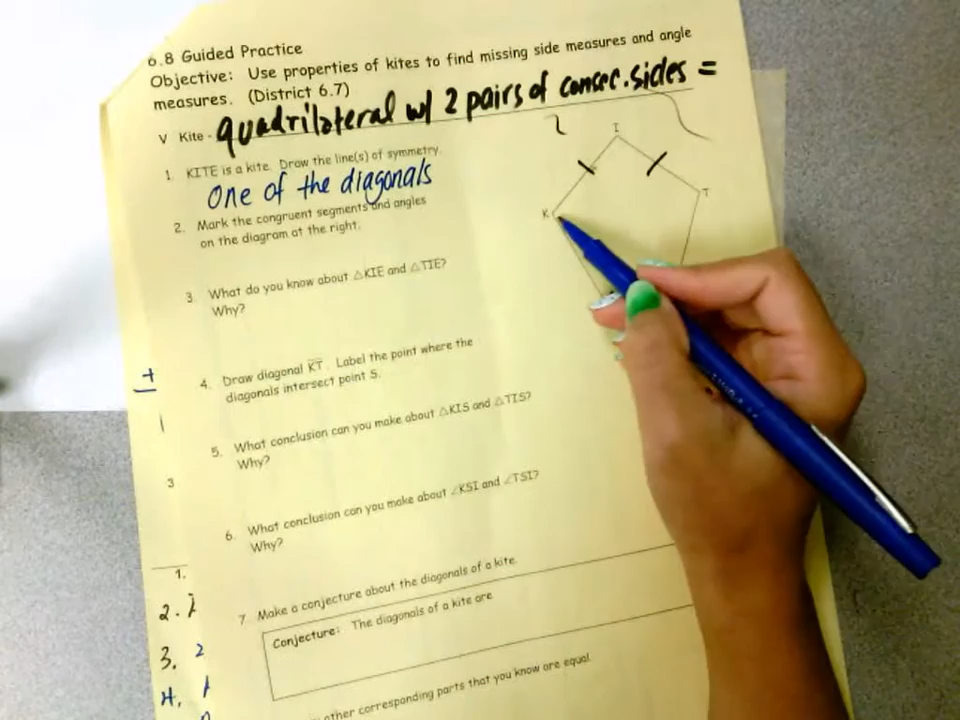 6.8 Guided Practice
Objective: Use properties of kites to find missing side measures and angle
measures. (District 6.7)
V Kite - quadrilateral w/ 2 pairs of consec. sides =
I
1. KITE is a kite. Draw the line(s) of symmetry.
One of the diagonals
T
K
2. Mark the congruent segments and angles
on the diagram at the right.
3. What do you know about △KIE and △TIE?
Why?
4. Draw diagonal KT. Label the point where the
diagonals intersect point S.
5. What conclusion can you make about △KIS and △TIS?
Why?
3
6. What conclusion can you make about ∠KSI and ∠TSI?
Why?
1.
7 Make a conjecture about the diagonals of a kite.
2.
Conjecture: The diagonals of a kite are
3. 2
4.
other corresponding parts that you know are equal.